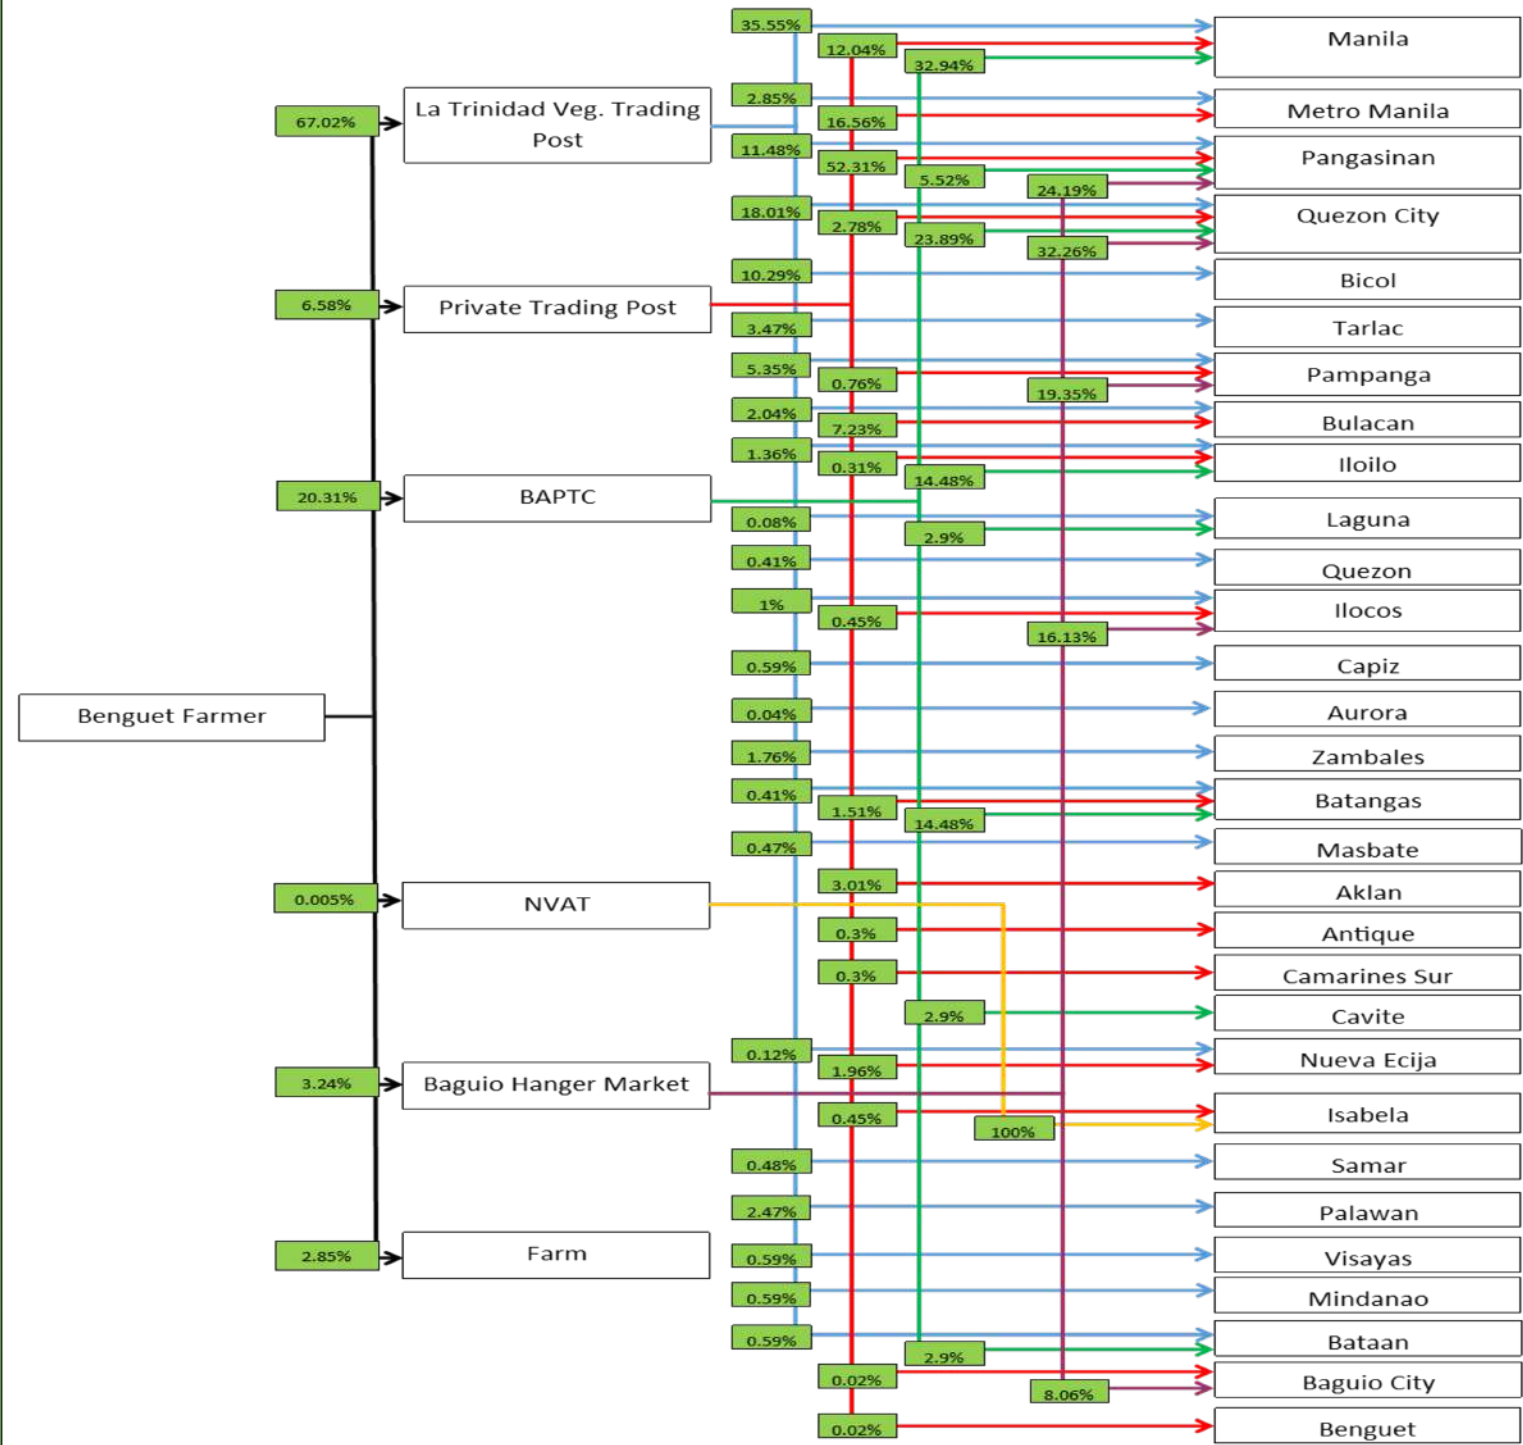 35.55%
Manila
12.04%
32.94%
2.85%
La Trinidad Veg. Trading
Post
67.02%
Metro Manila
16.56%
11.48%
Pangasinan
52.31%
5.52%
24.19%
18.01%
Quezon City
2.78%
23.89%
32.26%
10.29%
Bicol
6.58%
Private Trading Post
3.47%
Tarlac
5.35%
Pampanga
0.76%
19.35%
2.04%
Bulacan
7.23%
1.36%
Iloilo
0.31%
14.48%
20.31%
BAPTC
0.08%
Laguna
2.9%
0.41%
Quezon
1%
Ilocos
0.45%
16.13%
0.59%
Capiz
Benguet Farmer
0.04%
Aurora
1.76%
Zambales
0.41%
Batangas
1.51%
14.48%
0.47%
Masbate
3.01%
Aklan
0.005%
NVAT
0.3%
Antique
0.3%
Camarines Sur
2.9%
Cavite
0.12%
Nueva Ecija
1.96%
3.24%
Baguio Hanger Market
0.45%
Isabela
100%
0.48%
Samar
2.47%
Palawan
2.85%
Farm
0.59%
Visayas
0.59%
Mindanao
0.59%
Bataan
2.9%
0.02%
Baguio City
8.06%
0.02%
Benguet